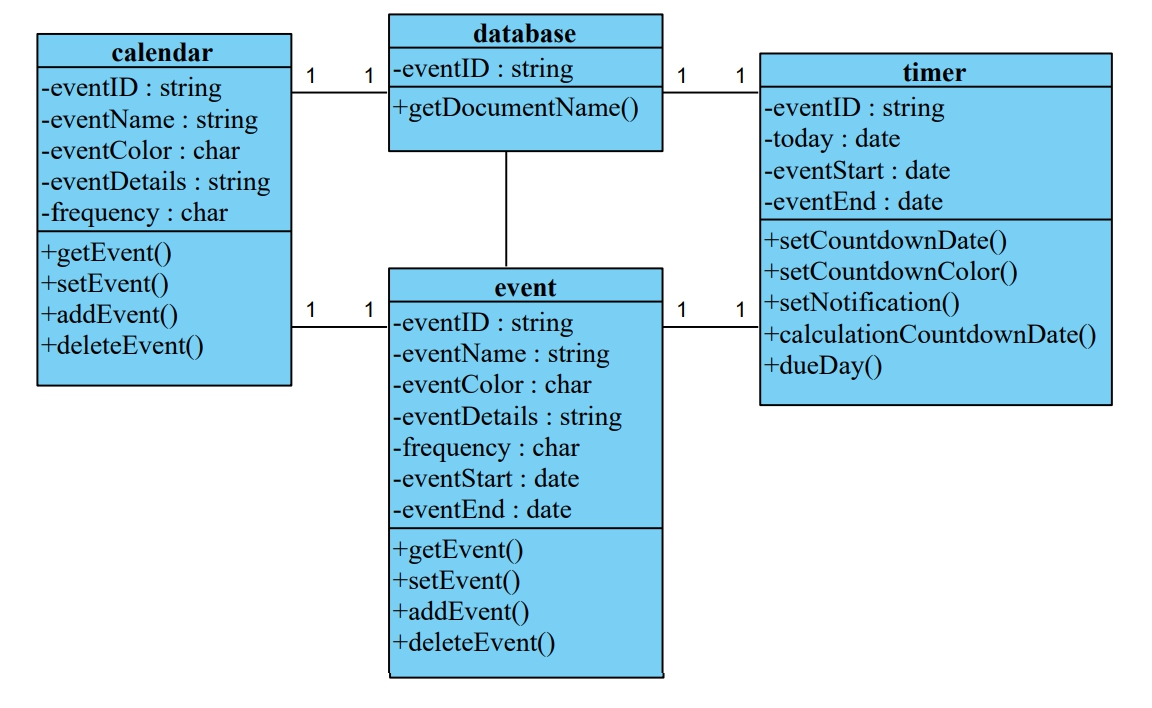 calendar
-eventID : string
-eventName : string
-eventColor : char
-eventDetails : string
-frequency : char
+getEvent()
+setEvent()
+addEvent()
+deleteEvent()
1 1
1 1
database
-eventID : string
+getDocumentName()
event
-eventID : string
-eventName : string
-eventColor : char
-eventDetails : string
-frequency : char
-eventStart : date
-eventEnd : date
+getEvent()
+setEvent()
+addEvent()
+deleteEvent()
1 1
1 1
timer
-eventID : string
-today : date
-eventStart : date
-eventEnd : date
+setCountdownDate()
+setCountdownColor()
+setNotification()
+calculationCountdownDate()
+dueDay()